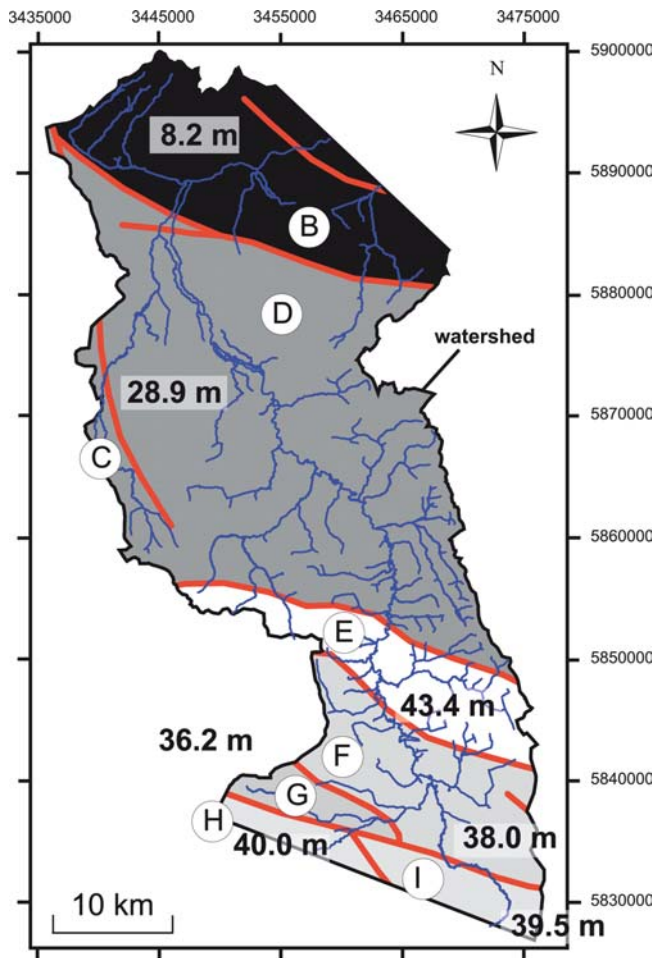 3435000 3445000 3455000 3465000 3475000
5900000
N
8.2 m
5890000
B
5880000
D
watershed
28.9 m
5870000
C
5860000
E
5850000
43.4 m
36.2 m
F
5840000
G
H
38.0 m
40.0 m
I
5830000
10 km
39.5 m